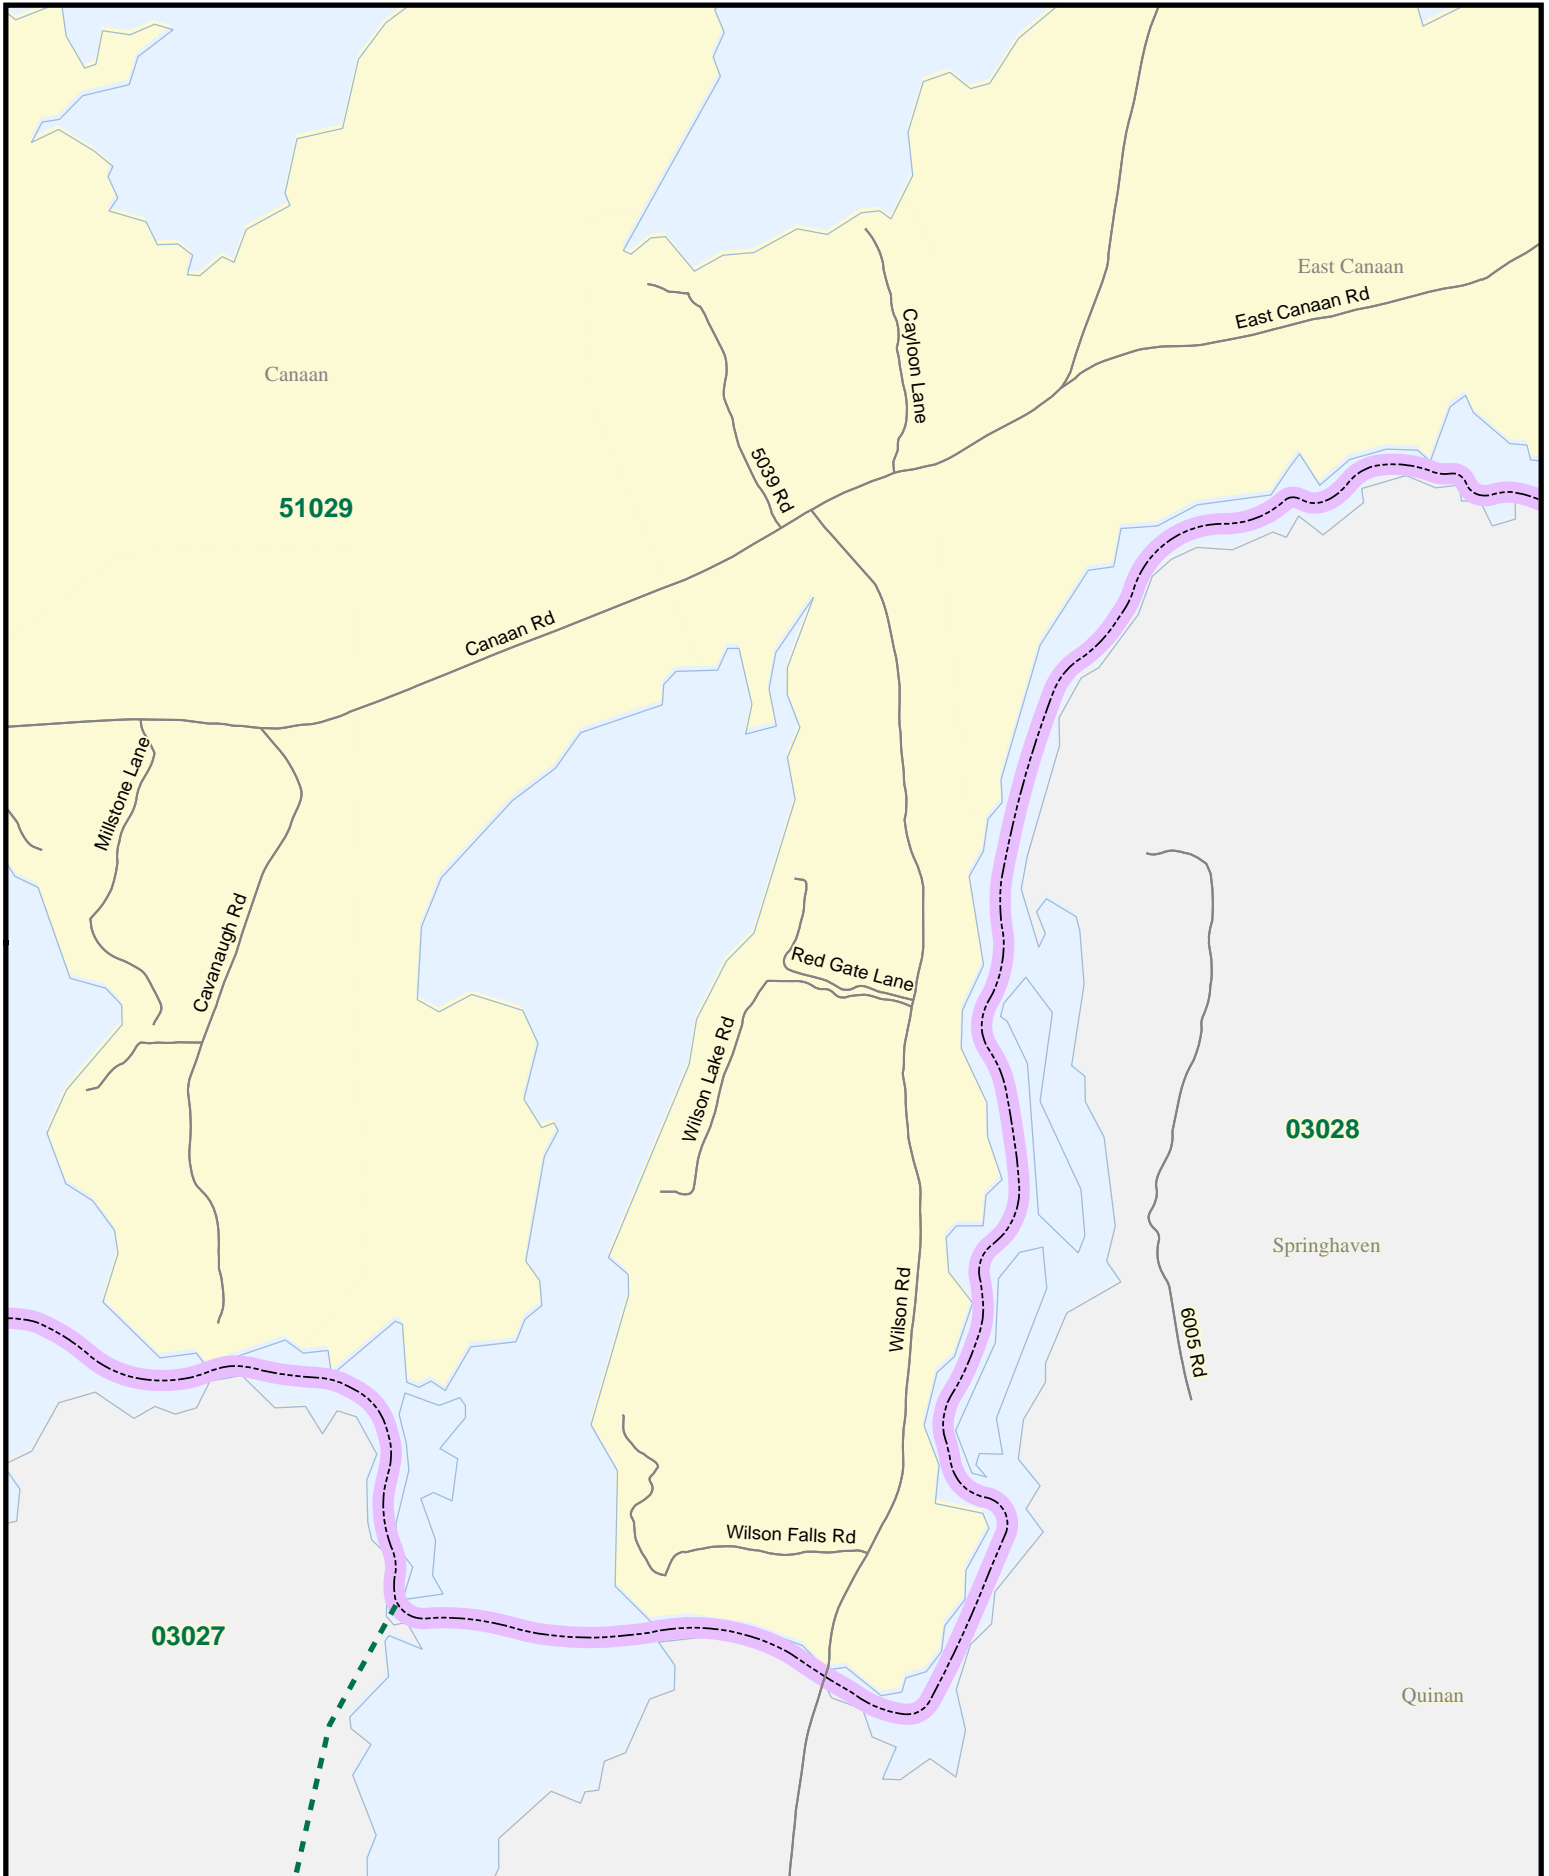 East Canaan
East Canaan Rd
Canaan
Cayloon Lane
5039 Rd
51029
Canaan Rd
Millstone Lane
Cavanaugh Rd
Red Gate Lane
Wilson Lake Rd
03028
Springhaven
Wilson Rd
6005 Rd
Wilson Falls Rd
03027
Quinan